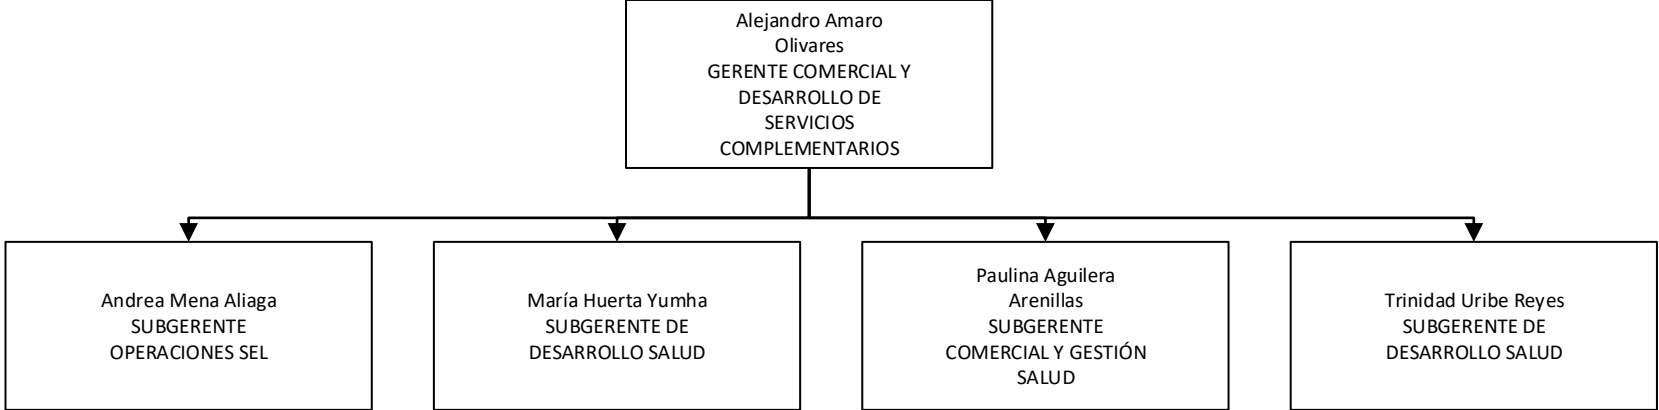 Alejandro Amaro
Olivares
GERENTE COMERCIAL Y
DESARROLLO DE
SERVICIOS
COMPLEMENTARIOS
Andrea Mena Aliaga
SUBGERENTE
OPERACIONES SEL
María Huerta Yumha
SUBGERENTE DE
DESARROLLO SALUD
Paulina Aguilera
Arenillas
SUBGERENTE
COMERCIAL Y GESTIÓN
SALUD
Trinidad Uribe Reyes
SUBGERENTE DE
DESARROLLO SALUD